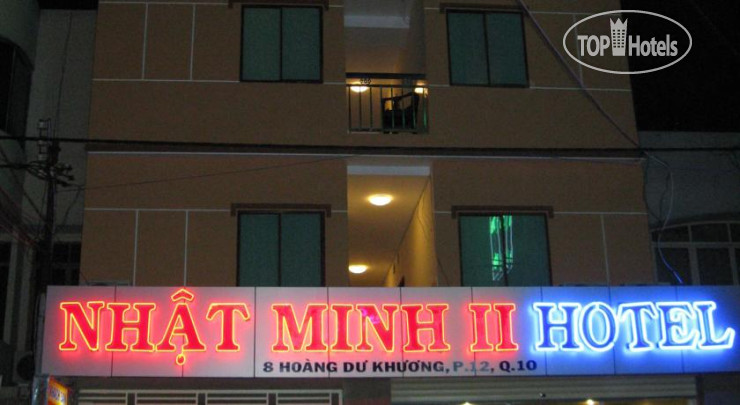 TOP Hotels
NHẬT MINH II HOTEL
8 HOÀNG DƯ KHƯƠNG, P.12, Q.10